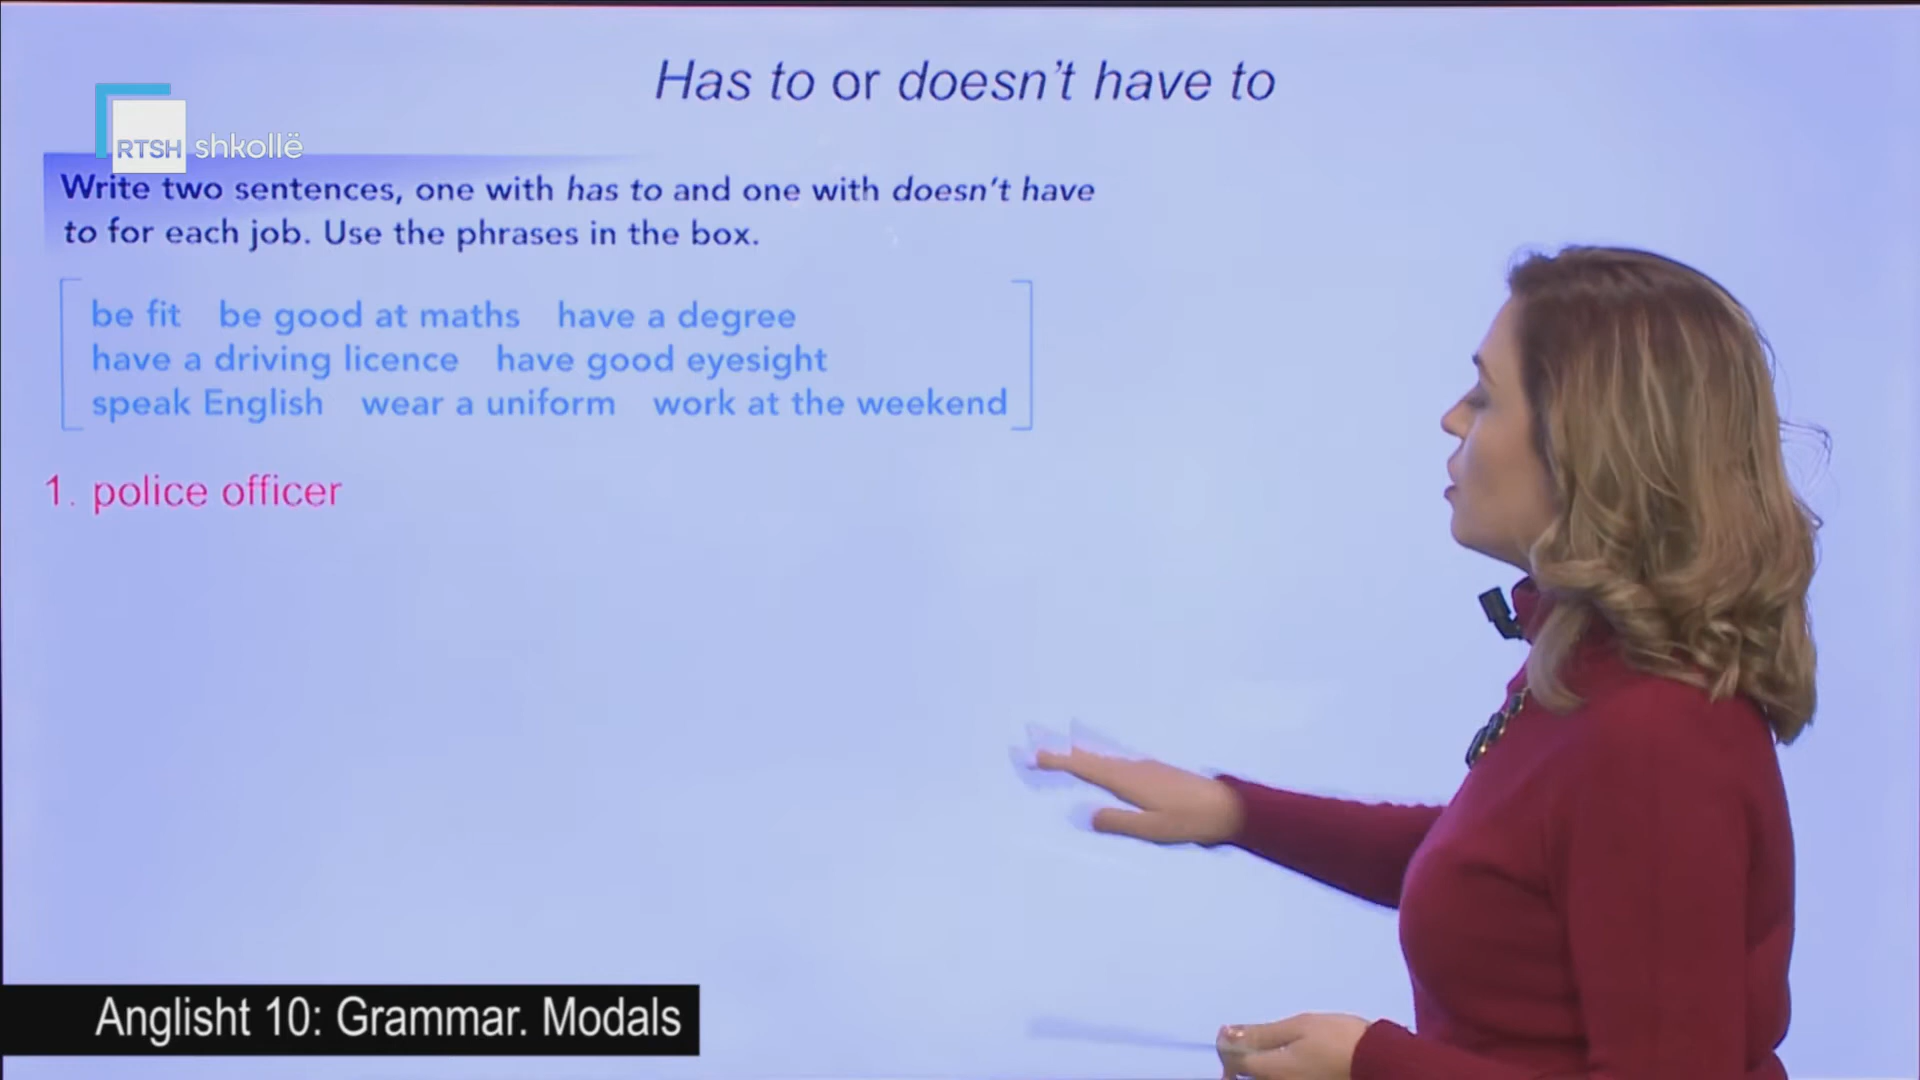 Has to or doesn't have to
RTSH shkollë
Write two sentences, one with has to and one with doesn't have
to for each job. Use the phrases in the box.
be fit be good at maths have a degree
have a driving licence have good eyesight
speak English wear a uniform work at the weekend
1. police officer
Anglisht 10: Grammar. Modals